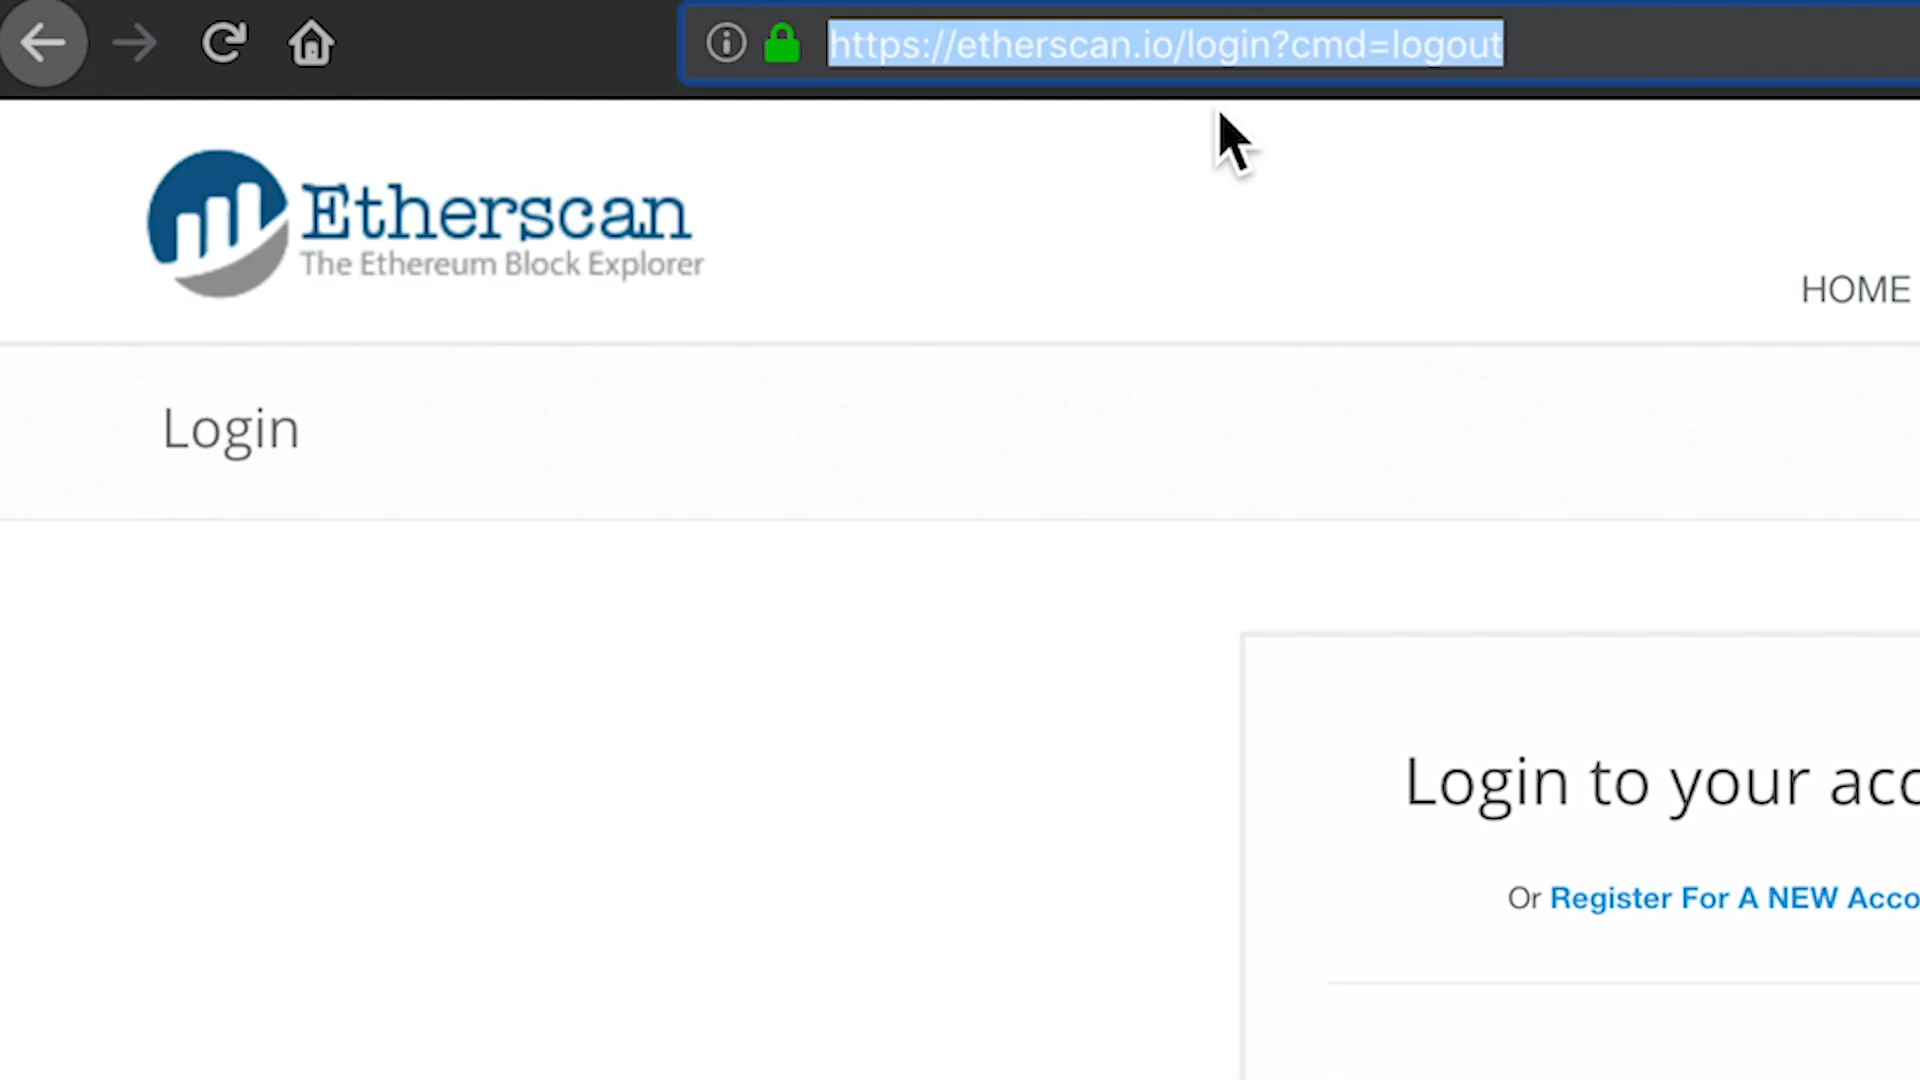 https://etherscan.io/login?cmd=logout
Etherscan
The Ethereum Block Explorer
HOME
Login
Login to your acc
Or Register For A NEW Acco